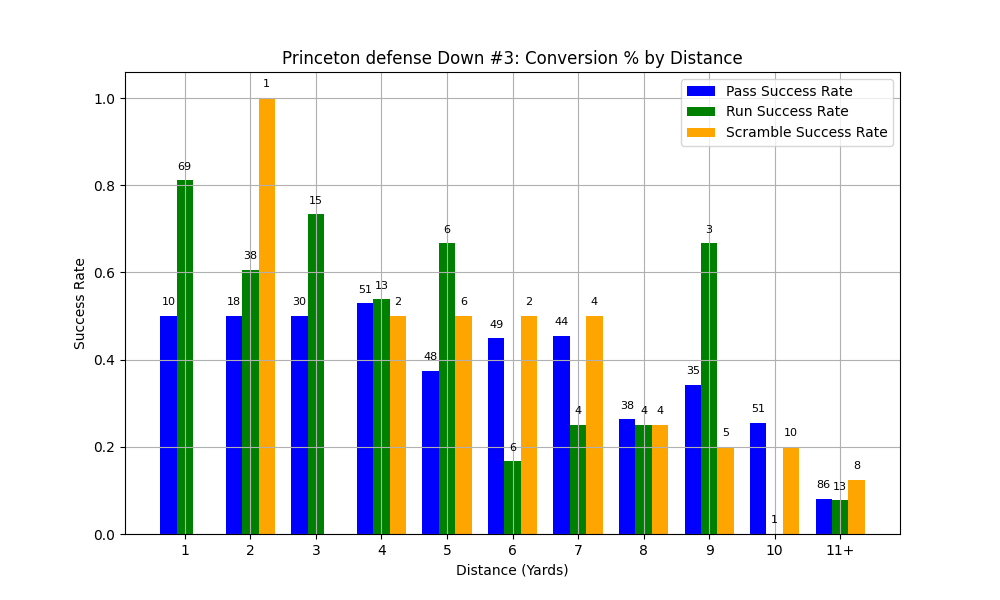 Princeton defense Down #3: Conversion % by Distance
Pass Success Rate
Run Success Rate
Scramble Success Rate
Success Rate
1.0
0.8
0.6
0.4
0.2
0.0
10 69
18 38 1
30 15
51 13 2
48 6 6
49 6 2
44 4 4
38 4 4
35 3 5
51 1 10
86 13 8
1 2 3 4 5 6 7 8 9 10 11+
Distance (Yards)